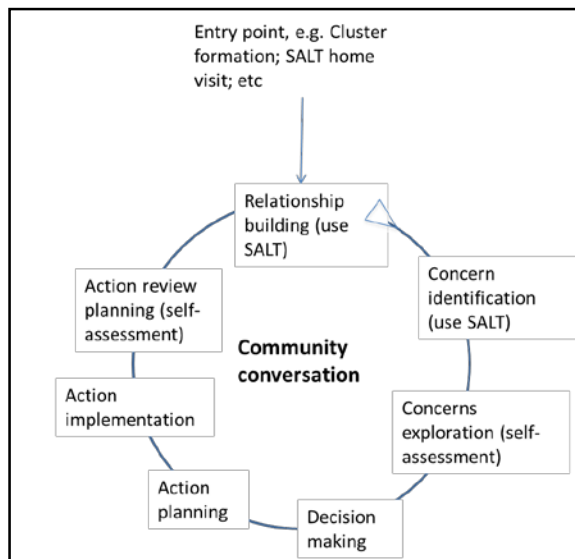 Entry point, e.g. Cluster
formation; SALT home
visit; etc
Relationship
building (use
SALT)
Concern
identification
(use SALT)
Concerns
exploration (self-
assessment)
Decision
making
Action
planning
Action
implementation
Action review
planning (self-
assessment)
Community
conversation